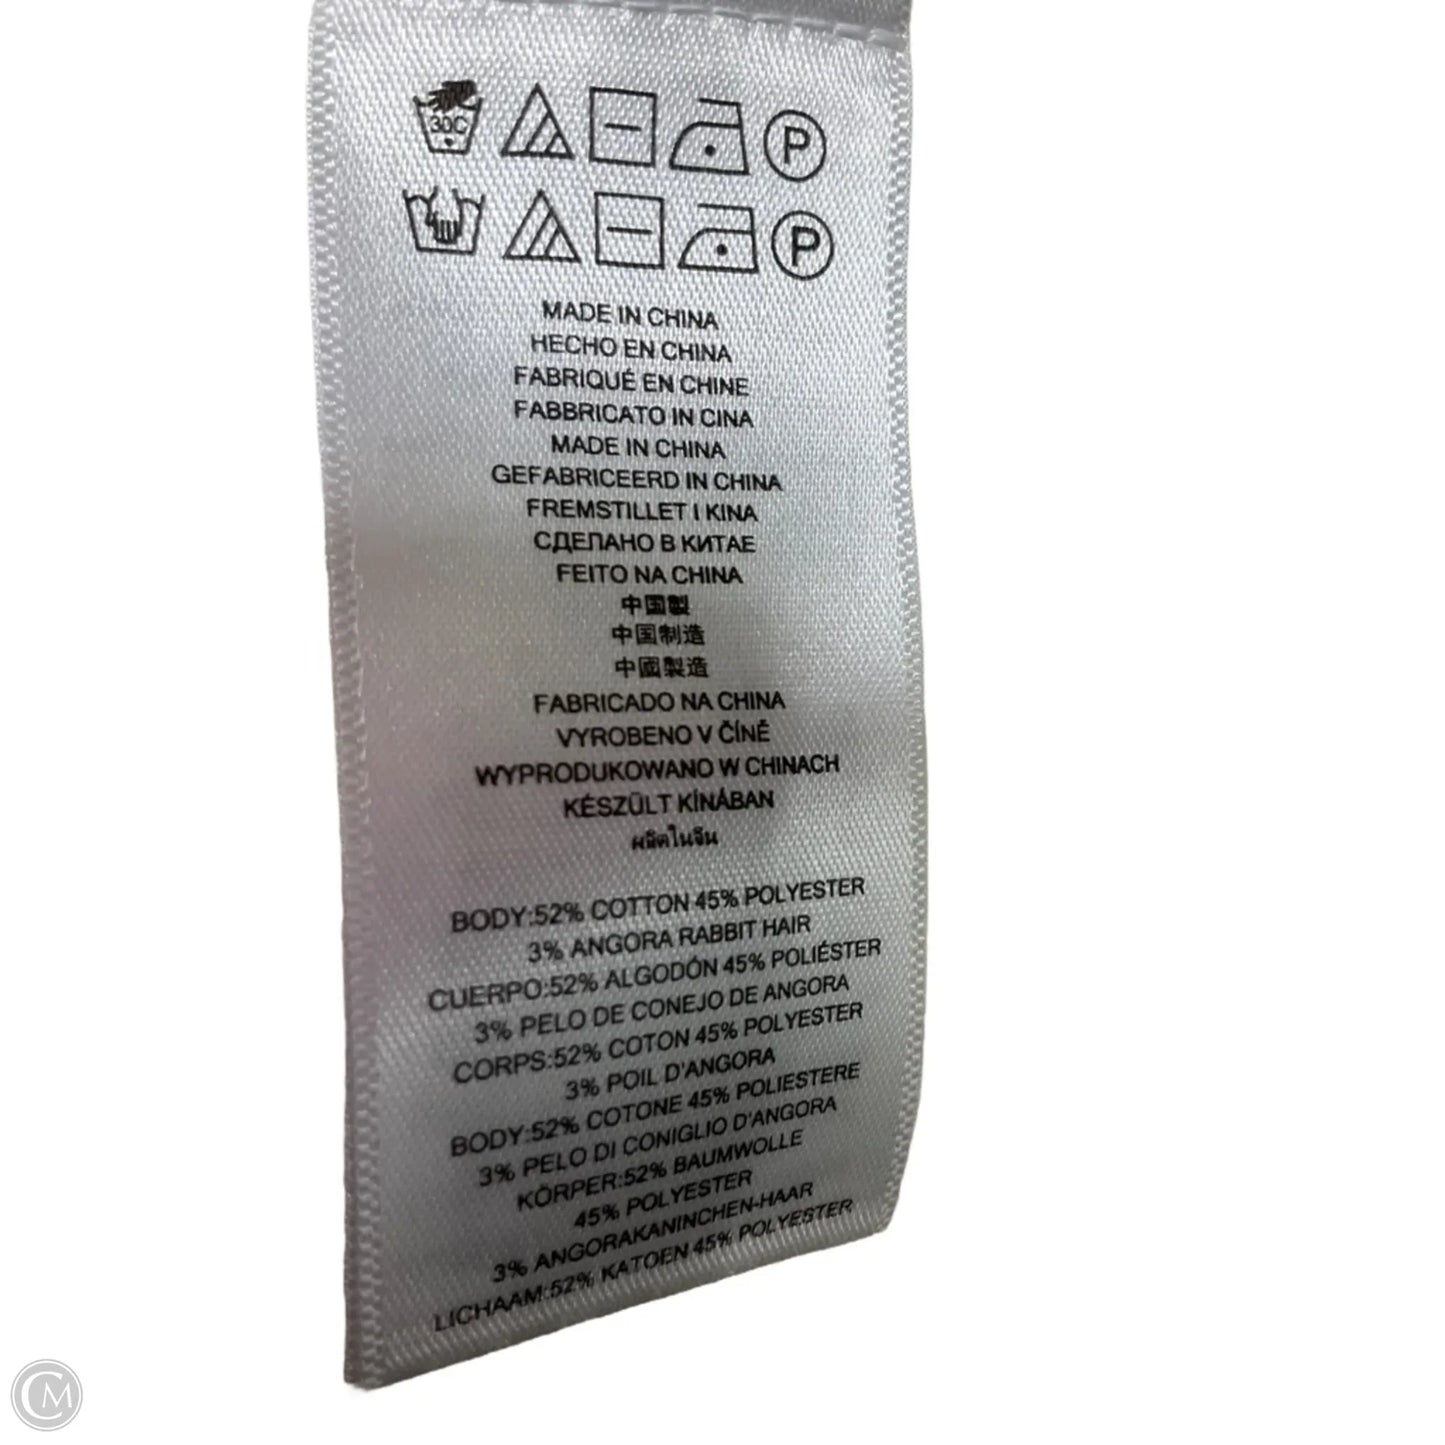 30C
P
P
MADE IN CHINA
HECHO EN CHINA
FABRIQUÉ EN CHINE
FABBRICATO IN CINA
MADE IN CHINA
GEFABRICEERD IN CHINA
FREMSTILLET I KINA
СДЕЛАНО В КИТАЕ
FEITO NA CHINA
中国製
中国制造
中國製造
FABRICADO NA CHINA
VYROBENO V ČÍNĚ
WYPRODUKOWANO W CHINACH
KÉSZÜLT KÍNÁBAN
ผลิตในจีน
BODY:52% COTTON 45% POLYESTER
3% ANGORA RABBIT HAIR
CUERPO:52% ALGODÓN 45% POLIÉSTER
3% PELO DE CONEJO DE ANGORA
CORPS:52% COTON 45% POLYESTER
3% POIL D'ANGORA
BODY:52% COTONE 45% POLIESTERE
3% PELO DI CONIGLIO D'ANGORA
KÖRPER:52% BAUMWOLLE
45% POLYESTER
3% ANGORAKANINCHEN-HAAR
LICHAAM:52% KATOEN 45% POLYESTER
CM